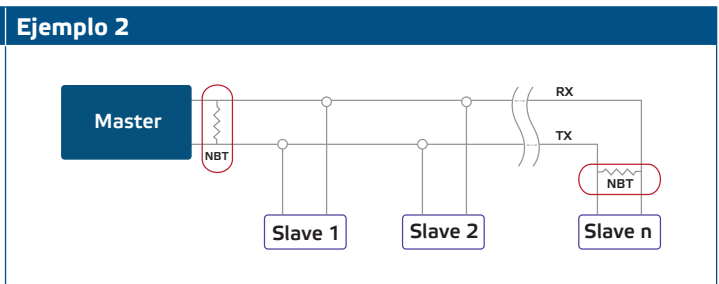 Ejemplo 2
RX
Master
TX
NBT
NBT
Slave 1
Slave 2
Slave n